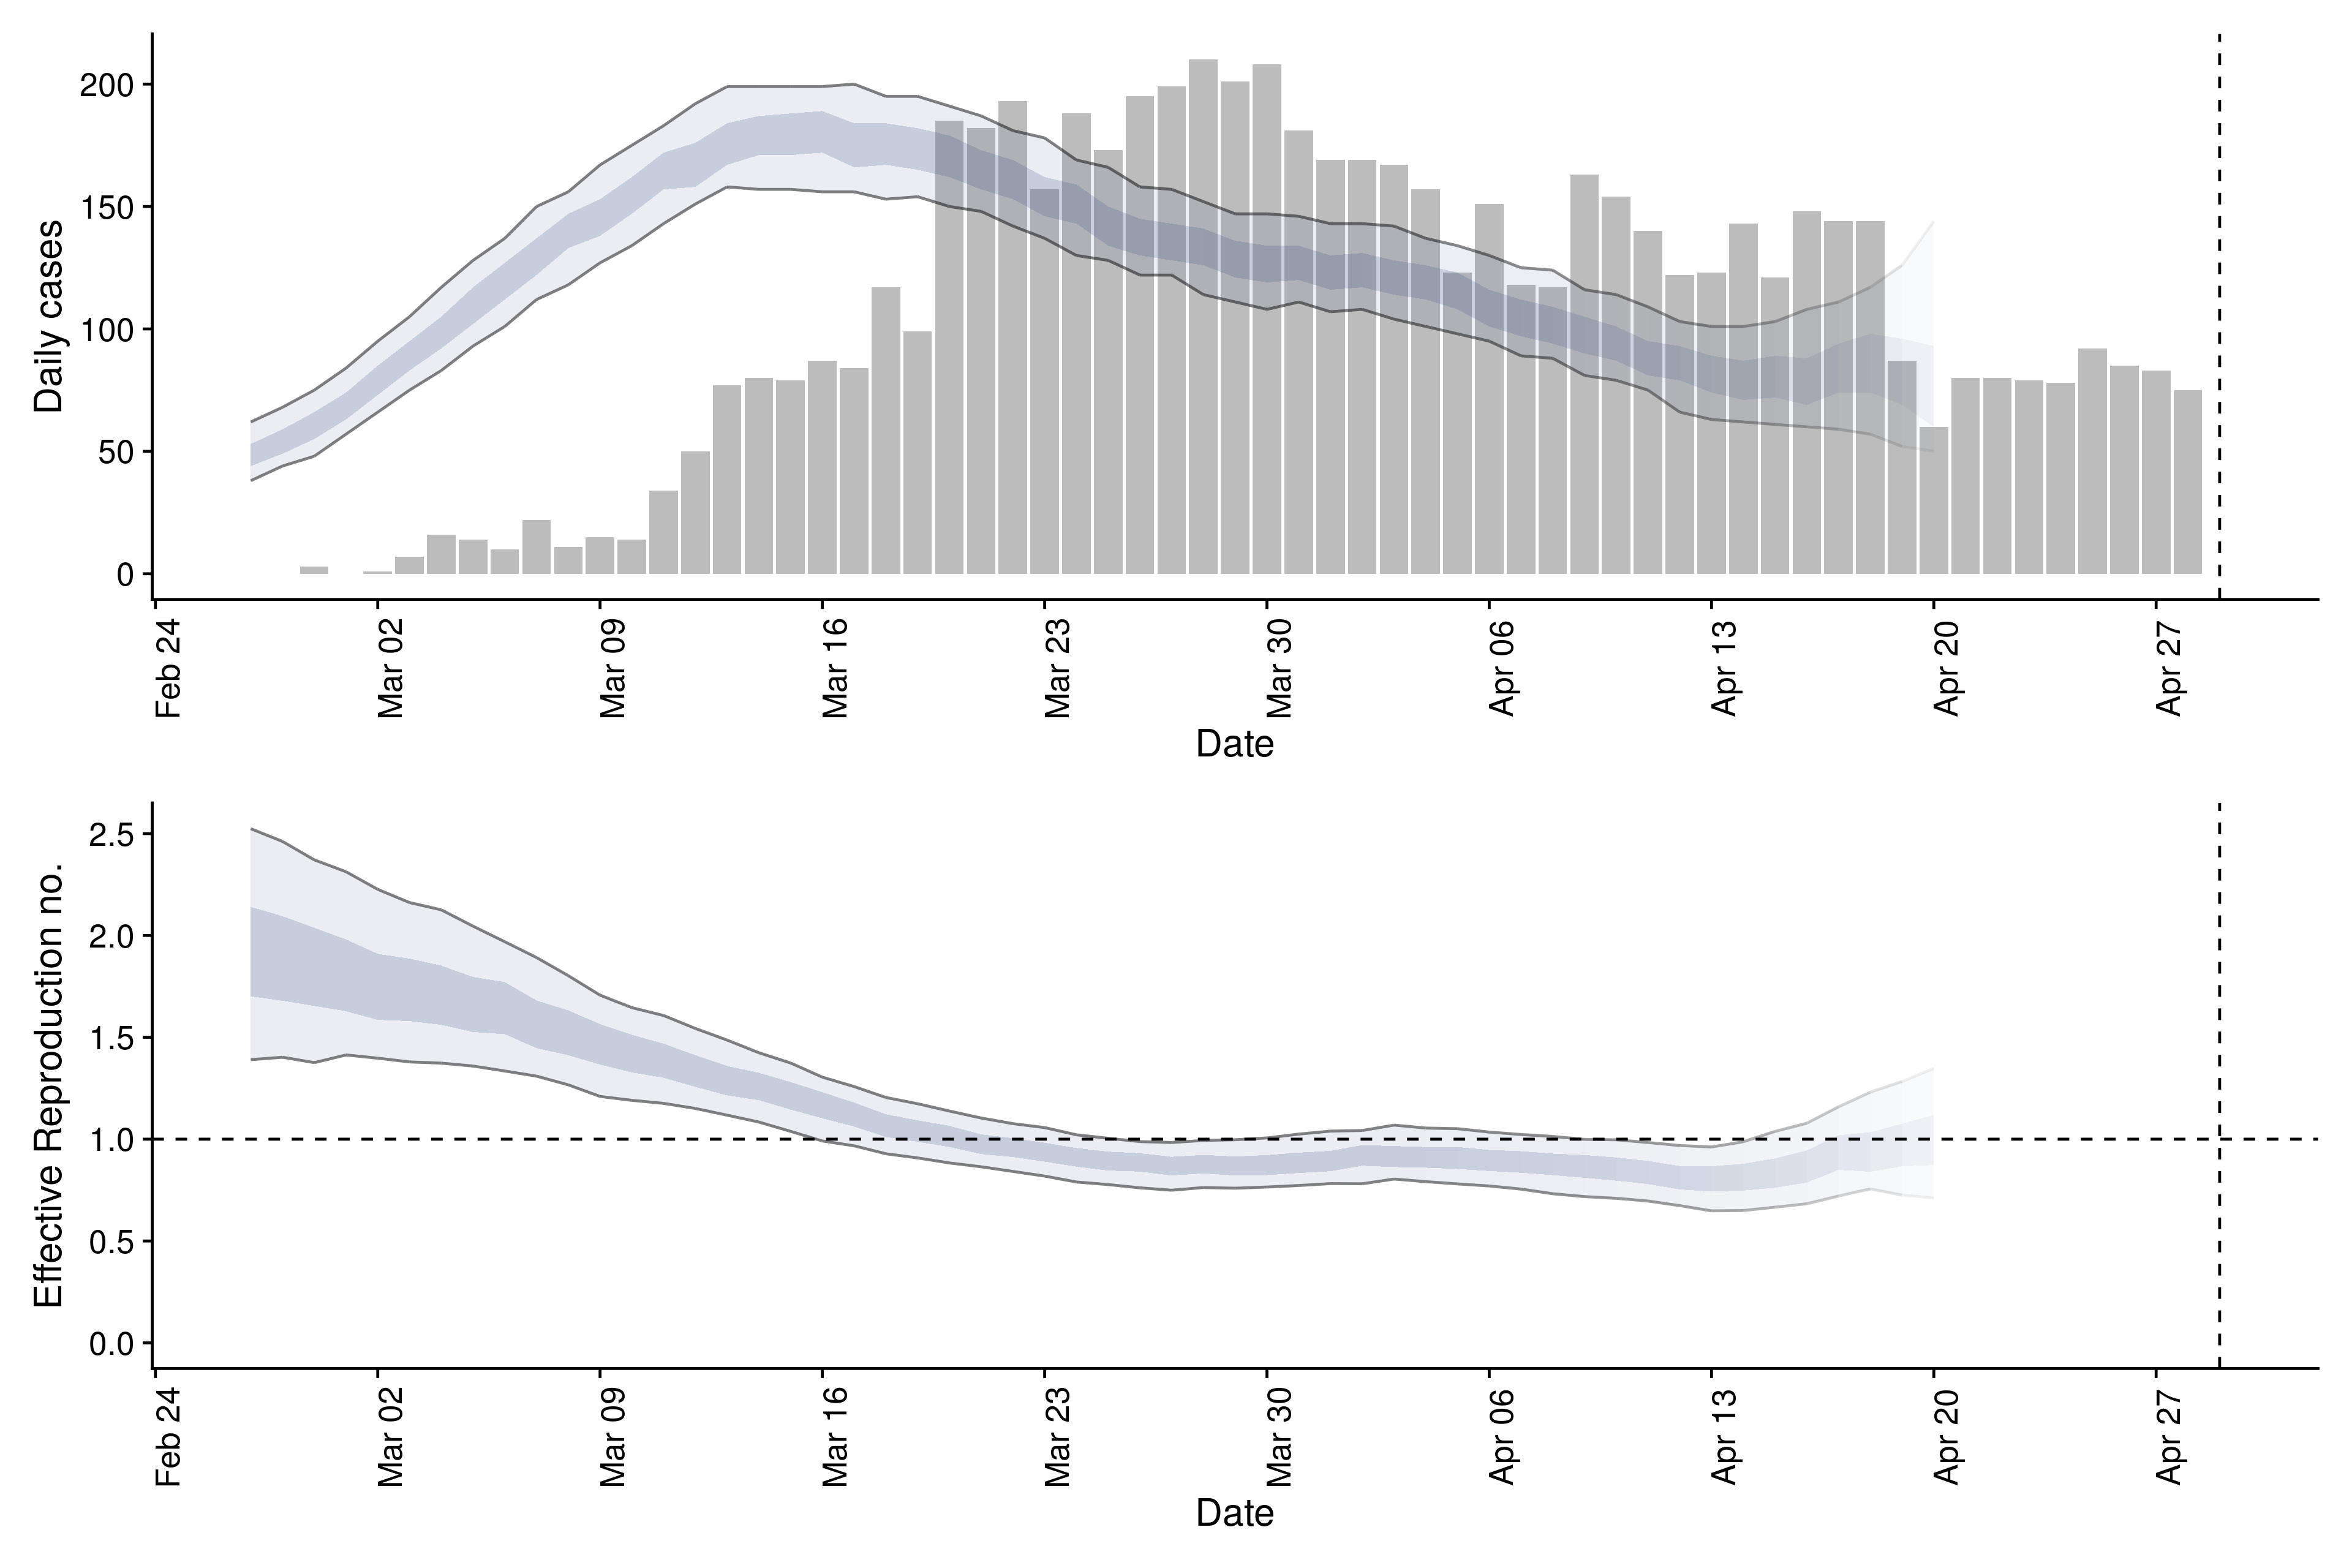 Daily cases
200
150
100
50
0
Feb 24
Mar 02
Mar 09
Mar 16
Mar 23
Mar 30
Apr 06
Apr 13
Apr 20
Apr 27
Date
Effective Reproduction no.
2.5
2.0
1.5
1.0
0.5
0.0
Feb 24
Mar 02
Mar 09
Mar 16
Mar 23
Mar 30
Apr 06
Apr 13
Apr 20
Apr 27
Date